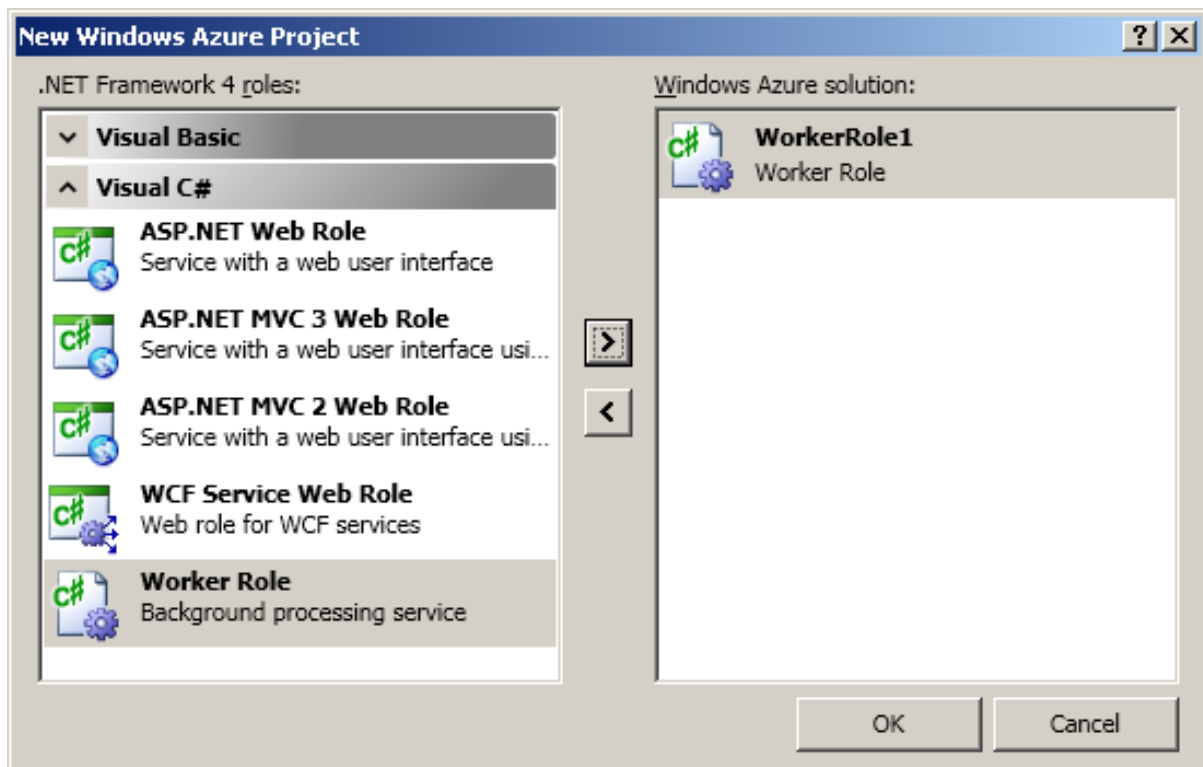 New Windows Azure Project
.NET Framework 4 roles:
Visual Basic
Visual C#
ASP.NET Web Role
Service with a web user interface
ASP.NET MVC 3 Web Role
Service with a web user interface usi...
ASP.NET MVC 2 Web Role
Service with a web user interface usi...
WCF Service Web Role
Web role for WCF services
Worker Role
Background processing service
>
<
Windows Azure solution:
WorkerRole1
Worker Role
OK
Cancel